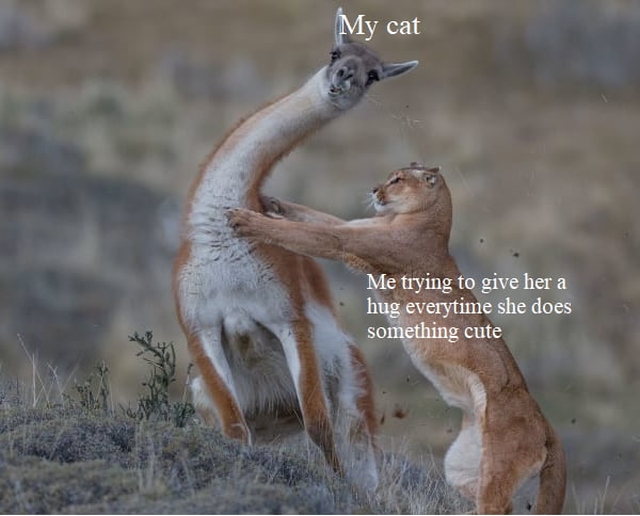 My cat
Me trying to give her a
hug everytime she does
something cute